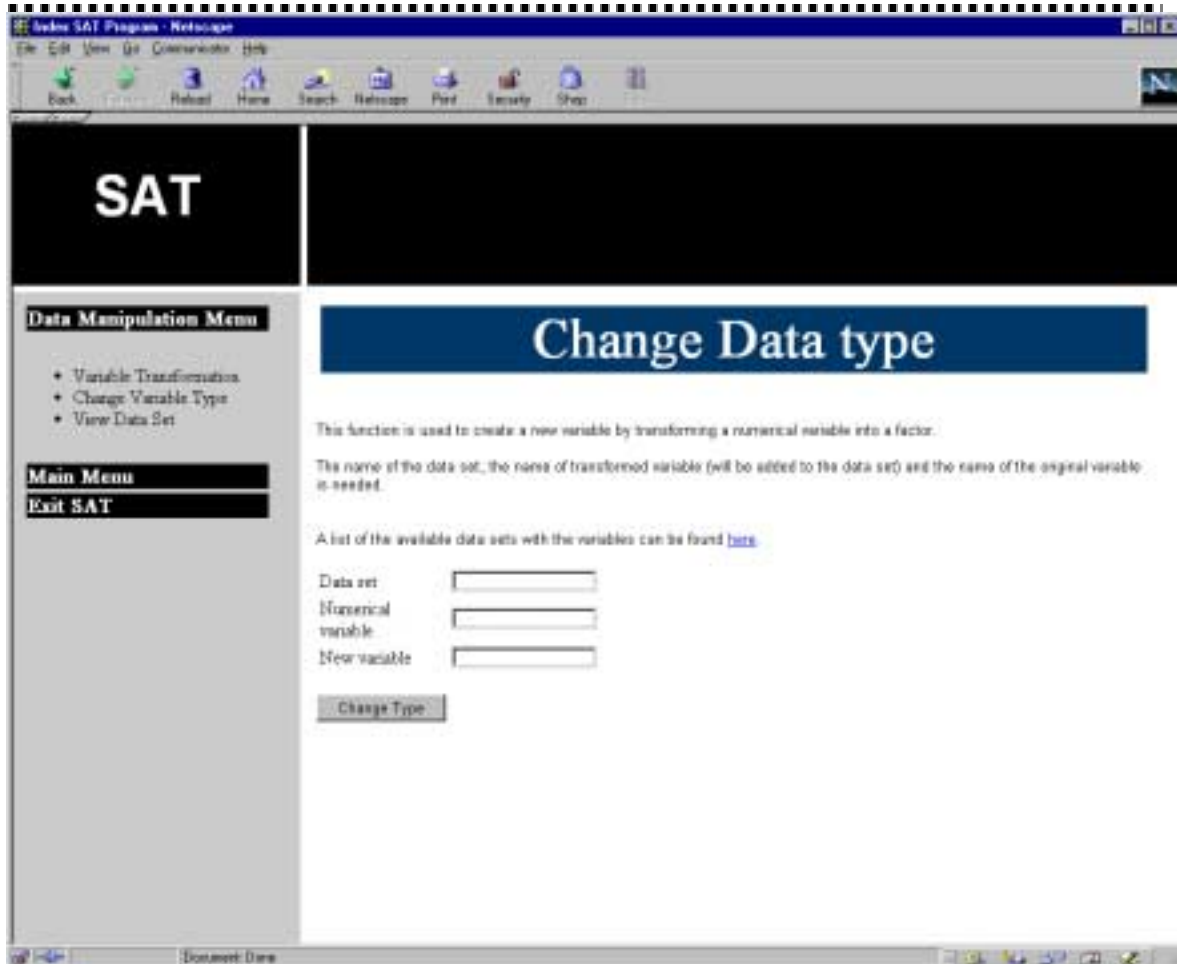 Index SAT Program - Netscape
File Edit View Go Communicator Help
Back Reload Home Search Netscape Print Security Shop
N
SAT
Data Manipulation Menu
Variable Transformation
Change Variable Type
View Data Set
Main Menu
Exit SAT
Change Data type
This function is used to create a new variable by transforming a numerical variable into a factor.
The name of the data set, the name of transformed variable (will be added to the data set) and the name of the original variable
is needed.
A list of the available data sets with the variables can be found here.
Data set
Numerical
variable
New variable
Change Type
Document: Done